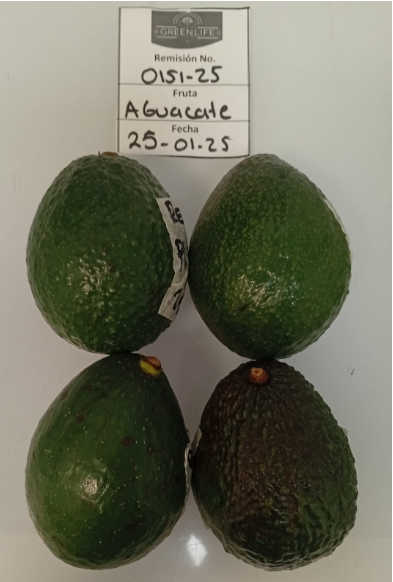 GREENLIFE
Remisión No.
0151-25
Fruta
Aguacate
Fecha
25-01-25